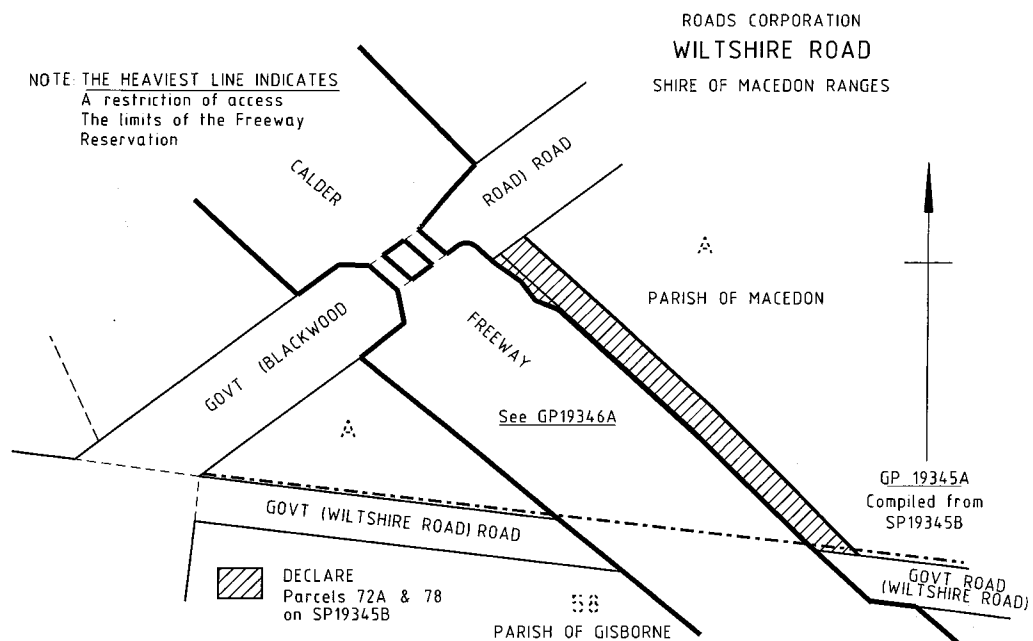 ROADS CORPORATION
WILTSHIRE ROAD
SHIRE OF MACEDON RANGES
NOTE: THE HEAVIEST LINE INDICATES
A restriction of access
The limits of the Freeway
Reservation
CALDER
ROAD) ROAD
A
PARISH OF MACEDON
GOVT (BLACKWOOD
FREEWAY
See GP19346A
A
GP 19345A
Compiled from
SP19345B
GOVT (WILTSHIRE ROAD) ROAD
GOVT ROAD
(WILTSHIRE ROAD)
DECLARE
Parcels 72A & 78
on SP19345B
58
PARISH OF GISBORNE